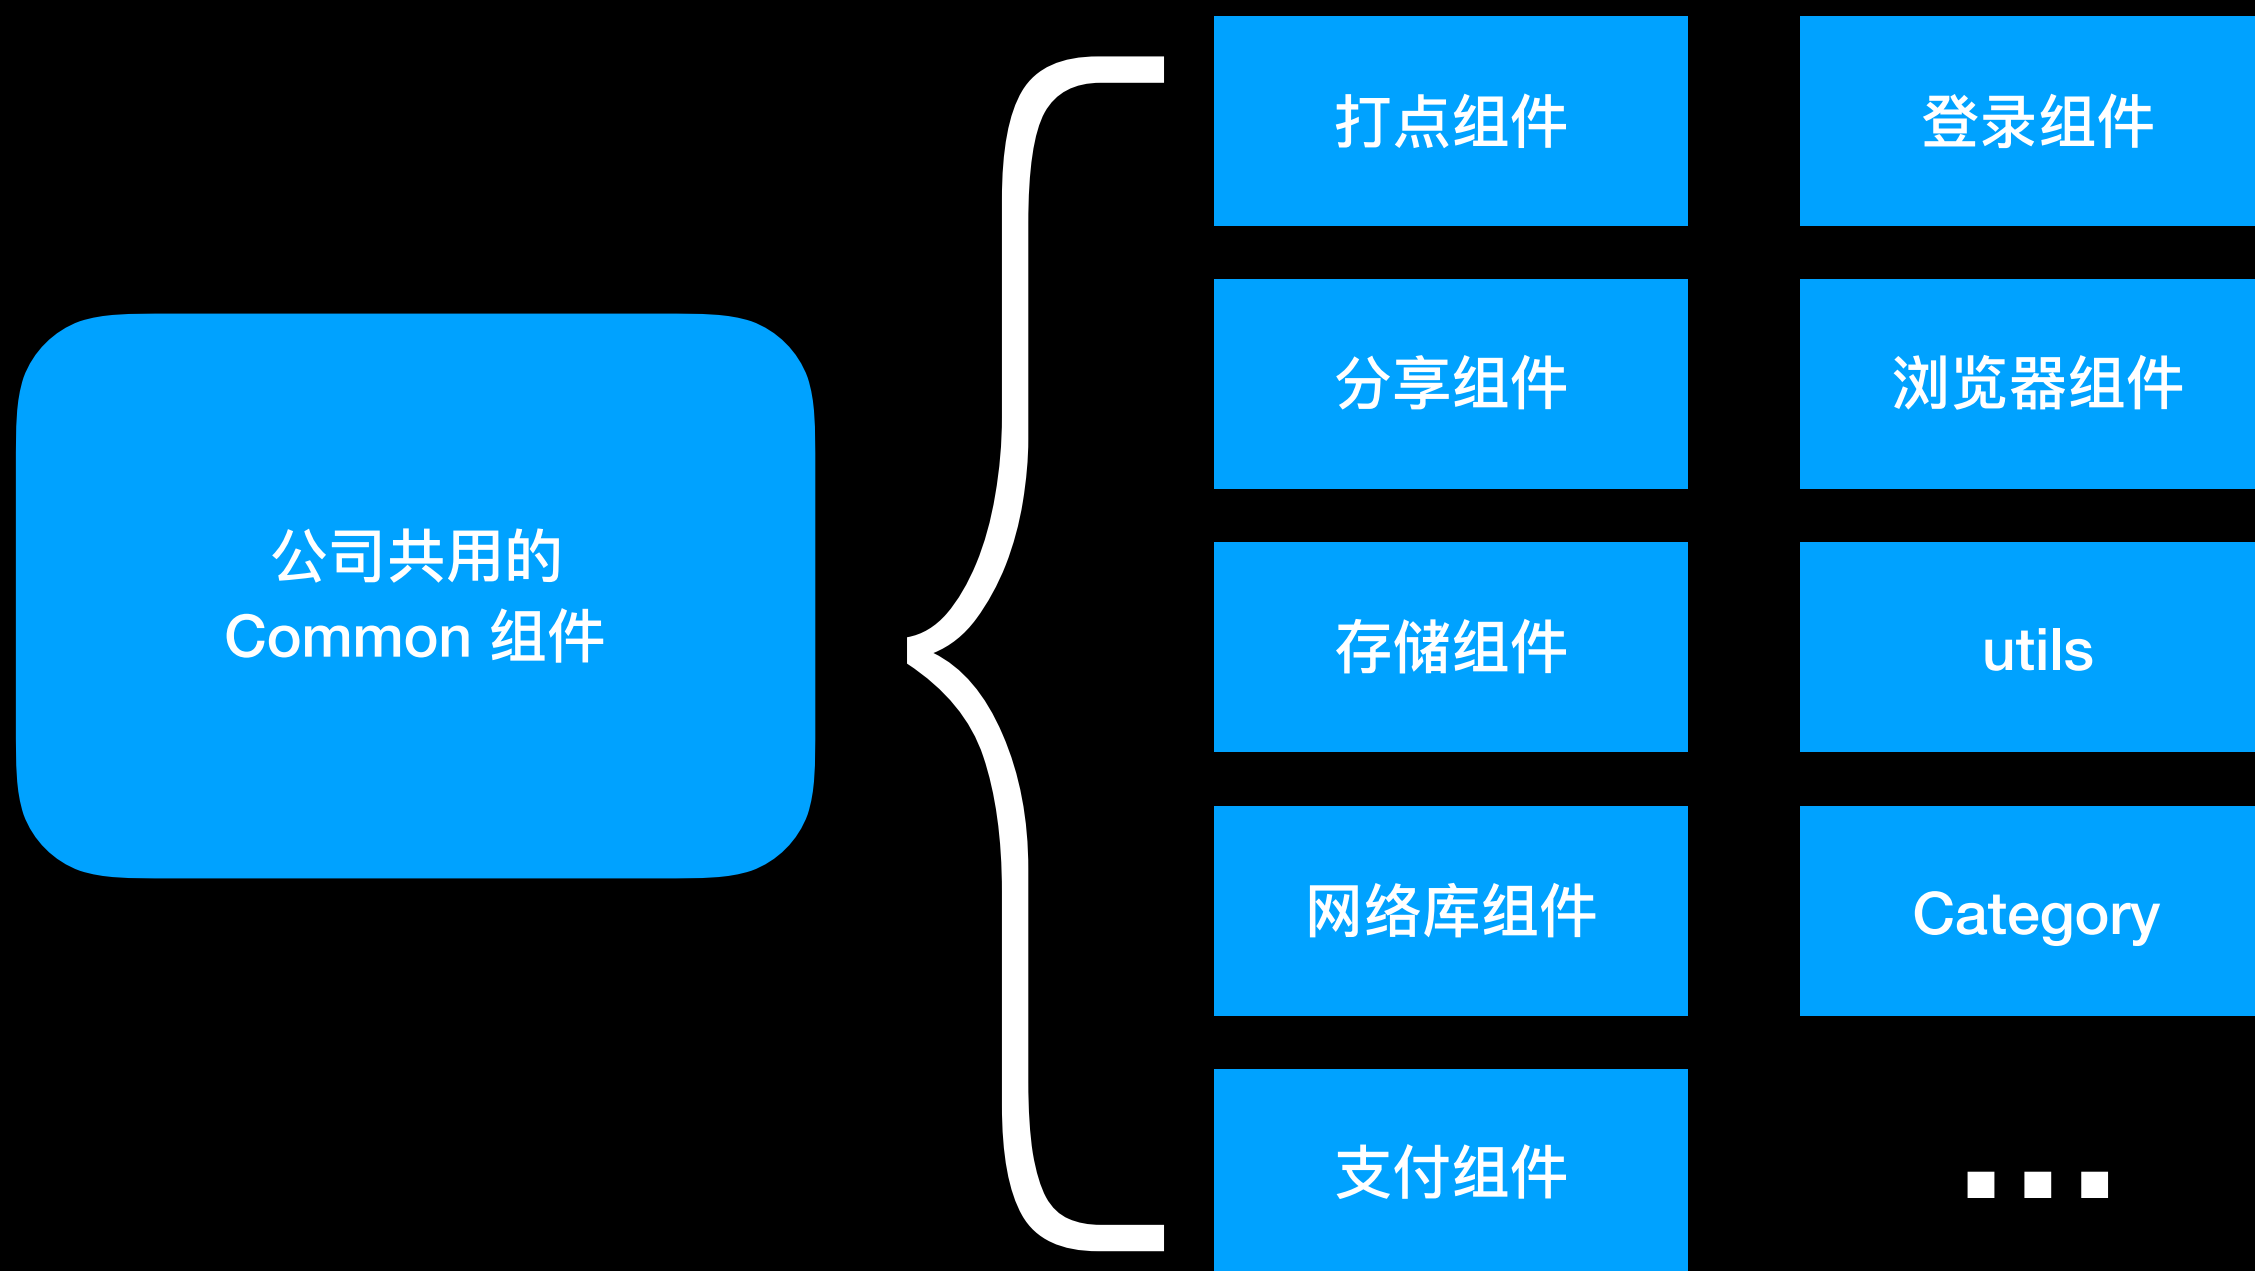 公司共用的
Common 组件
打点组件
登录组件
分享组件
浏览器组件
存储组件
utils
网络库组件
Category
支付组件
...